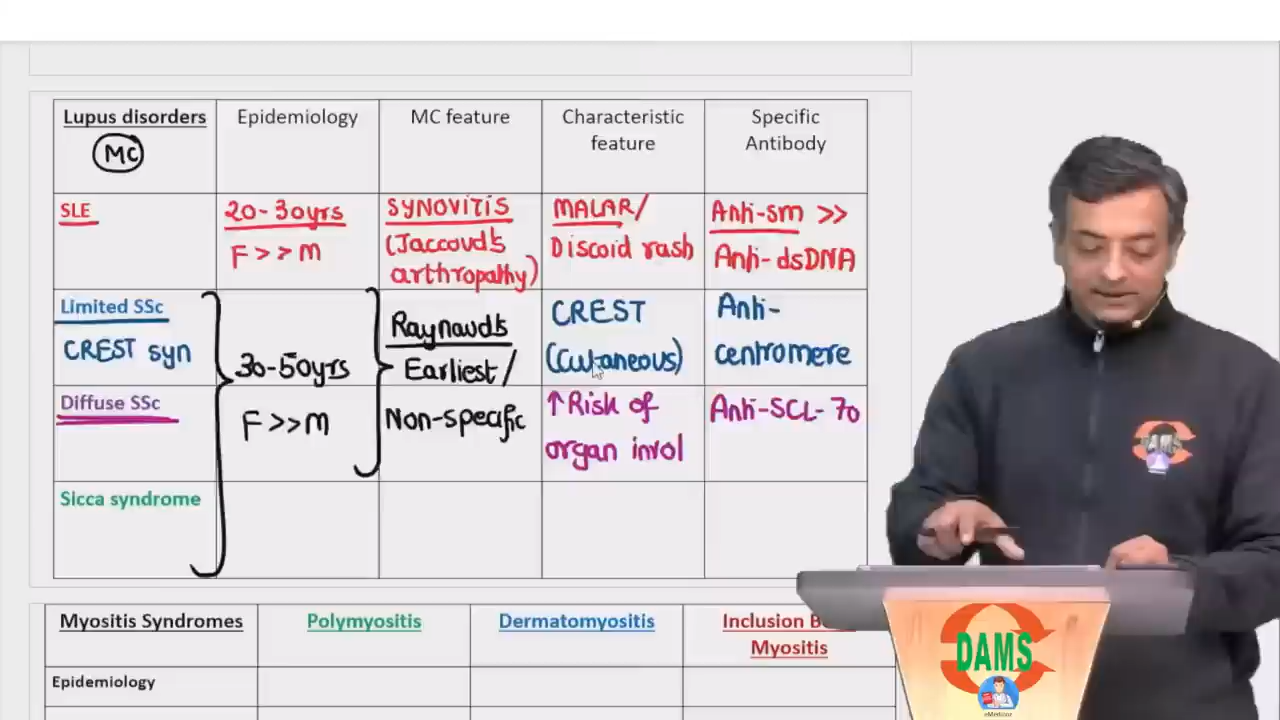 Lupus disorders
MC
Epidemiology
MC feature
Characteristic
feature
Specific
Antibody
SLE
20-30yrs
F>>M
SYNOVITIS
(Jaccoud's
arthropathy)
MALAR/
Discoid rash
Anti-sm >>
Anti-dsDNA
Limited SSc
CREST syn
30-50yrs
F>>M
Raynaud's
Earliest/
Non-specific
CREST
(Cutaneous)
Anti-
centromere
Diffuse SSc
↑Risk of
organ invol
Anti-SCL-70
Sicca syndrome
Myositis Syndromes
Polymyositis
Dermatomyositis
Inclusion B
Myositis
Epidemiology
DAMS
DAMS
eMedicoz